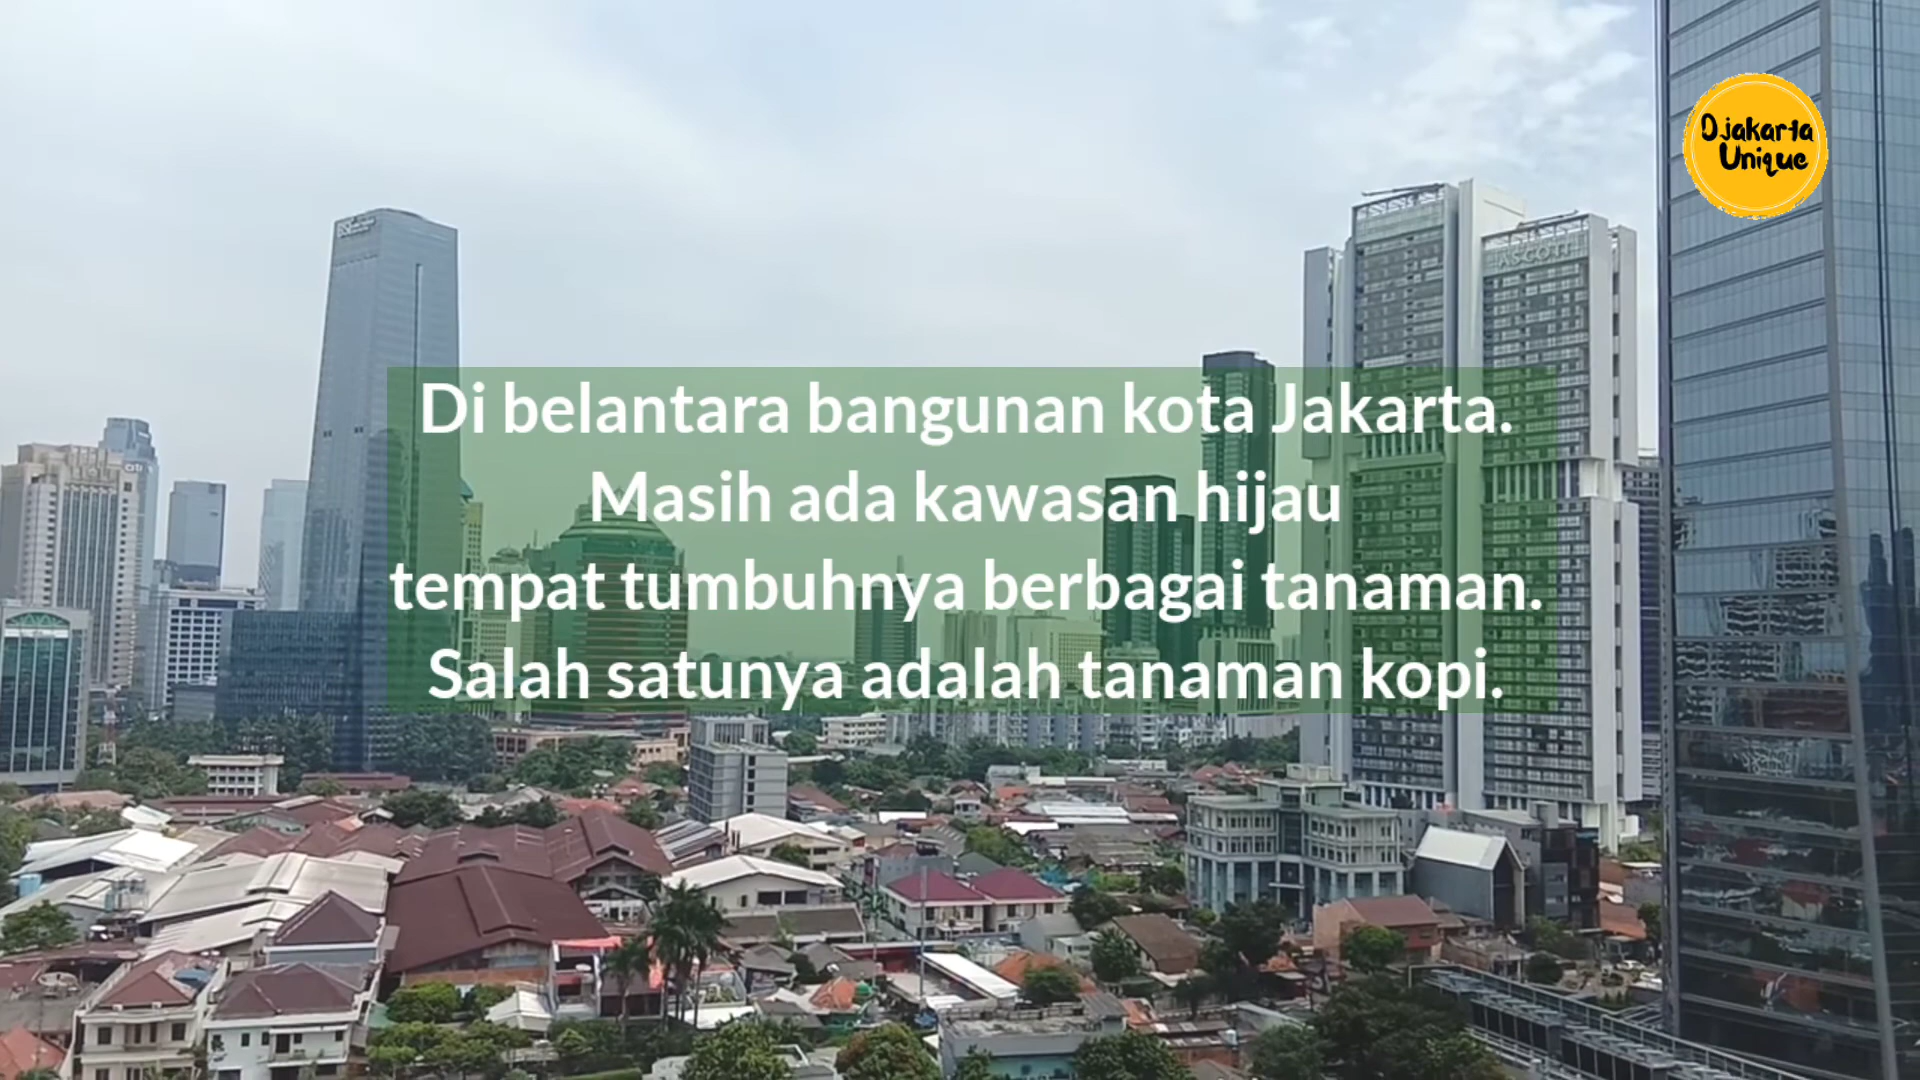 Djakarta
Unique
ASCOTT
citi
Di belantara bangunan kota Jakarta.
Masih ada kawasan hijau
tempat tumbuhnya berbagai tanaman.
Salah satunya adalah tanaman kopi.